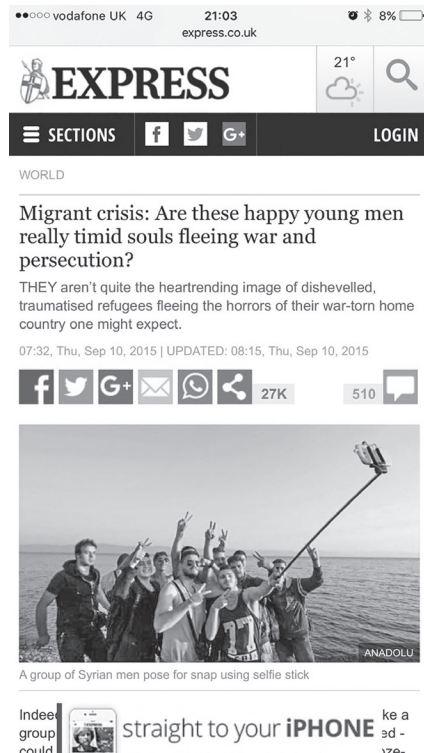 vodafone UK 4G 21:03 8%
express.co.uk
EXPRESS
21°
SECTIONS
f
G+
LOGIN
WORLD
Migrant crisis: Are these happy young men
really timid souls fleeing war and
persecution?
THEY aren't quite the heartrending image of dishevelled,
traumatised refugees fleeing the horrors of their war-torn home
country one might expect.
07:32, Thu, Sep 10, 2015 | UPDATED: 08:15, Thu, Sep 10, 2015
f
G+
27K
510
77
ANADOLU
A group of Syrian men pose for snap using selfie stick
straight to your iPHONE
group
could